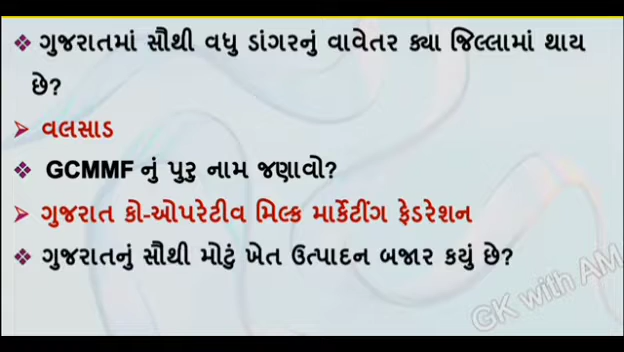 ❖ ગુજરાતમાં સૌથી વધુ ડાંગરનું વાવેતર ક્યા જિલ્લામાં થાય
છે?
➢ વલસાડ
❖ GCMMF નું પુરુ નામ જણાવો?
➢ ગુજરાત કો-ઓપરેટીવ મિલ્ક માર્કેટીંગ ફેડરેશન
❖ ગુજરાતનું સૌથી મોટું ખેત ઉત્પાદન બજાર કયું છે?
GK with AM